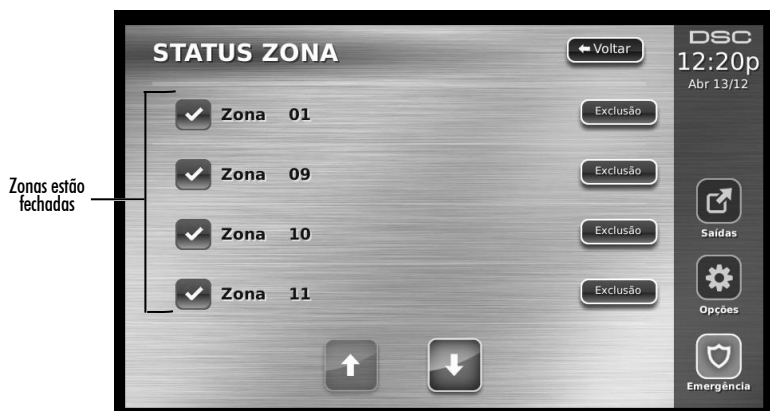 STATUS ZONA
Voltar
DSC
12:20p
Abr 13/12
Zona 01
Exclusão
Zona 09
Exclusão
Zona 10
Exclusão
Zona 11
Exclusão
Zonas estão
fechadas
Saídas
Opções
Emergência